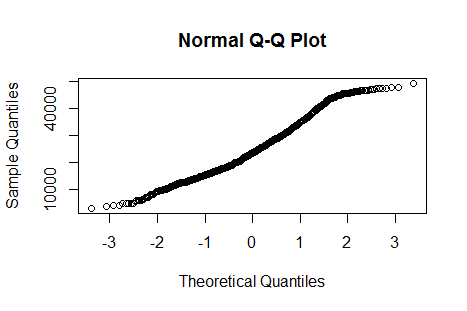 Normal Q-Q Plot
Sample Quantiles
40000
10000
-3 -2 -1 0 1 2 3
Theoretical Quantiles